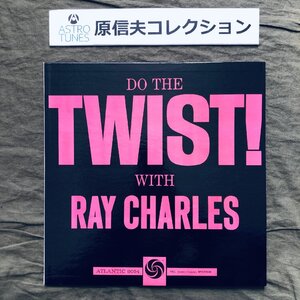 ASTRO
TUNES
原信夫コレクション
DO THE
TWIST!
WITH
RAY CHARLES
ATLANTIC 8054